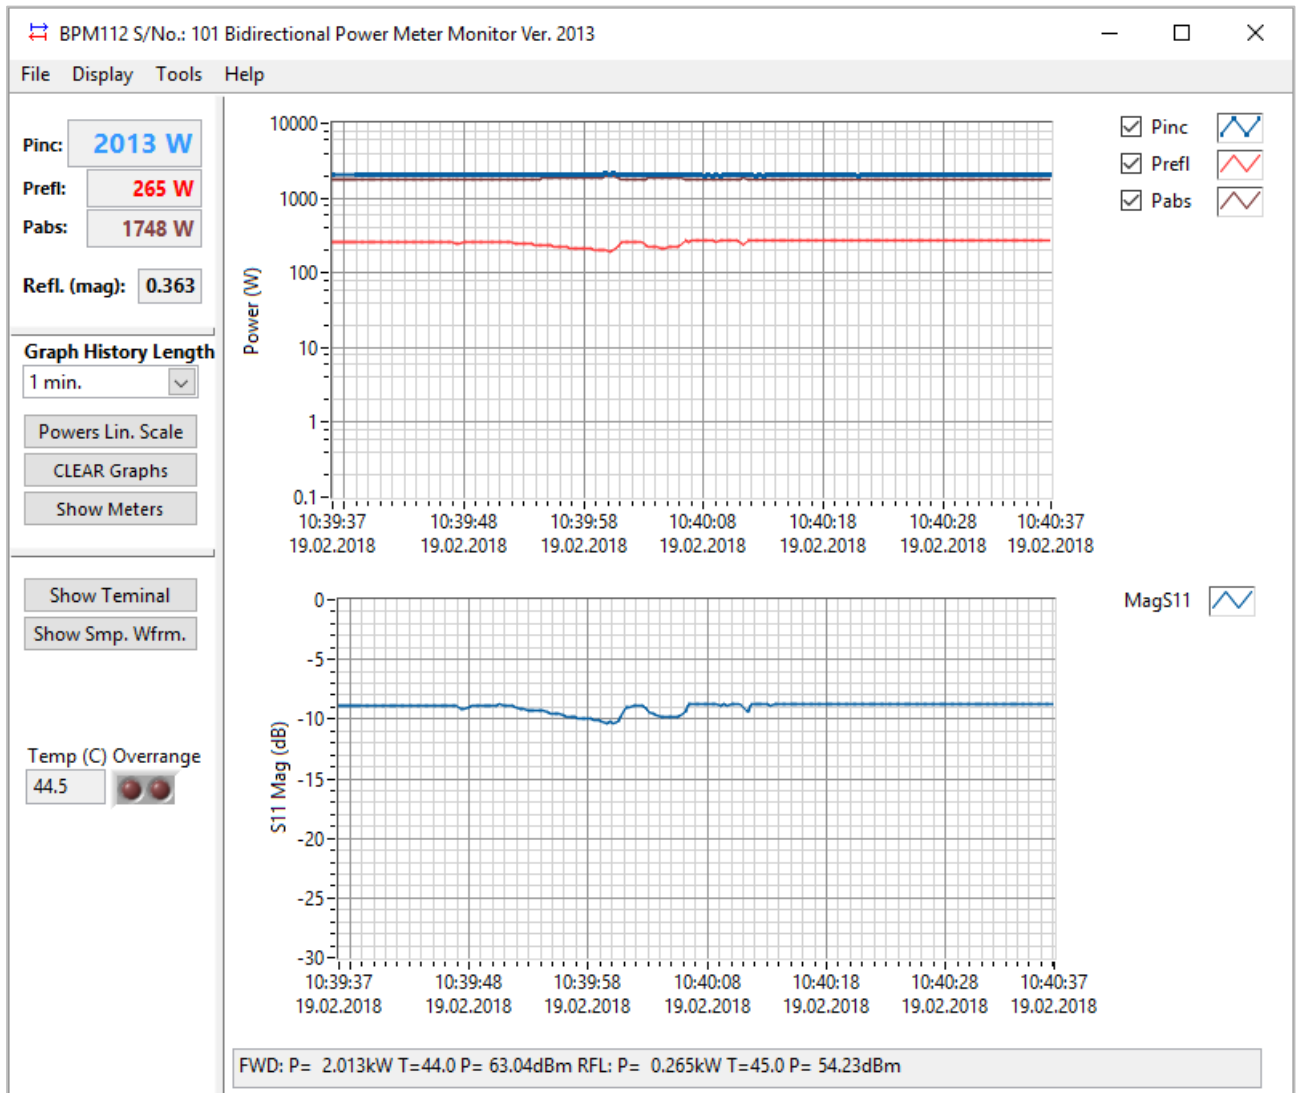 BPM112 S/No.: 101 Bidirectional Power Meter Monitor Ver. 2013
File Display Tools Help
Pinc: 2013 W
Prefl: 265 W
Pabs: 1748 W
Refl. (mag): 0.363
Graph History Length
1 min.
Powers Lin. Scale
CLEAR Graphs
Show Meters
Show Teminal
Show Smp. Wfrm.
Temp (C) Overrange
44.5
Power (W)
10000
1000
100
10
1
0.1
10:39:37 10:39:48 10:39:58 10:40:08 10:40:18 10:40:28 10:40:37
19.02.2018 19.02.2018 19.02.2018 19.02.2018 19.02.2018 19.02.2018 19.02.2018
Pinc
Prefl
Pabs
S11 Mag (dB)
0
-5
-10
-15
-20
-25
-30
10:39:37 10:39:48 10:39:58 10:40:08 10:40:18 10:40:28 10:40:37
19.02.2018 19.02.2018 19.02.2018 19.02.2018 19.02.2018 19.02.2018 19.02.2018
MagS11
FWD: P= 2.013kW T=44.0 P= 63.04dBm RFL: P= 0.265kW T=45.0 P= 54.23dBm